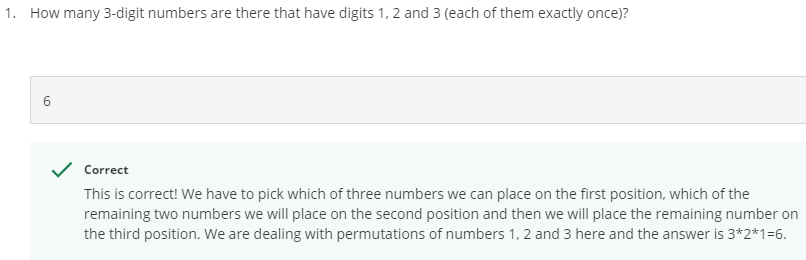 1. How many 3-digit numbers are there that have digits 1, 2 and 3 (each of them exactly once)?
6
Correct
This is correct! We have to pick which of three numbers we can place on the first position, which of the
remaining two numbers we will place on the second position and then we will place the remaining number on
the third position. We are dealing with permutations of numbers 1, 2 and 3 here and the answer is 3*2*1=6.